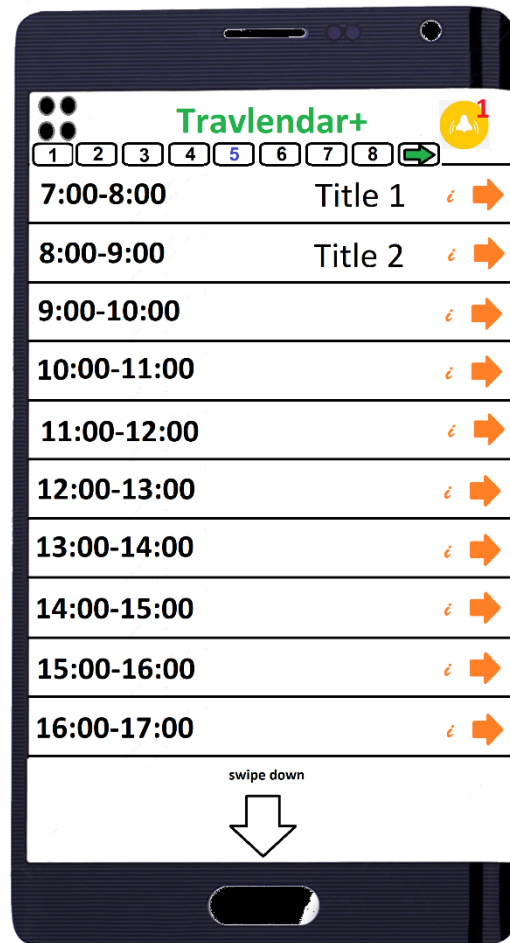 Travlendar+ 1
1 2 3 4 5 6 7 8
7:00-8:00 Title 1 i
8:00-9:00 Title 2 i
9:00-10:00 i
10:00-11:00 i
11:00-12:00 i
12:00-13:00 i
13:00-14:00 i
14:00-15:00 i
15:00-16:00 i
16:00-17:00 i
swipe down